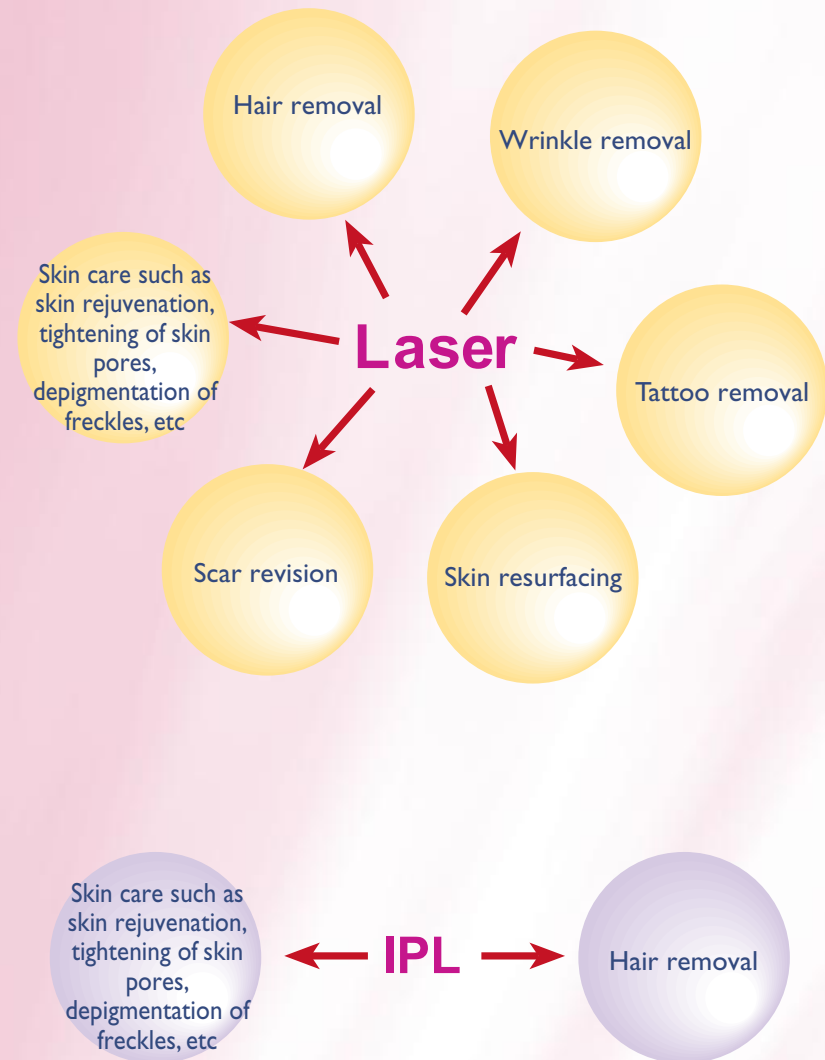 Hair removal
Wrinkle removal
Skin care such as
skin rejuvenation,
tightening of skin
pores,
depigmentation of
freckles, etc
Laser
Tattoo removal
Scar revision
Skin resurfacing
Skin care such as
skin rejuvenation,
tightening of skin
pores,
depigmentation of
freckles, etc
IPL
Hair removal